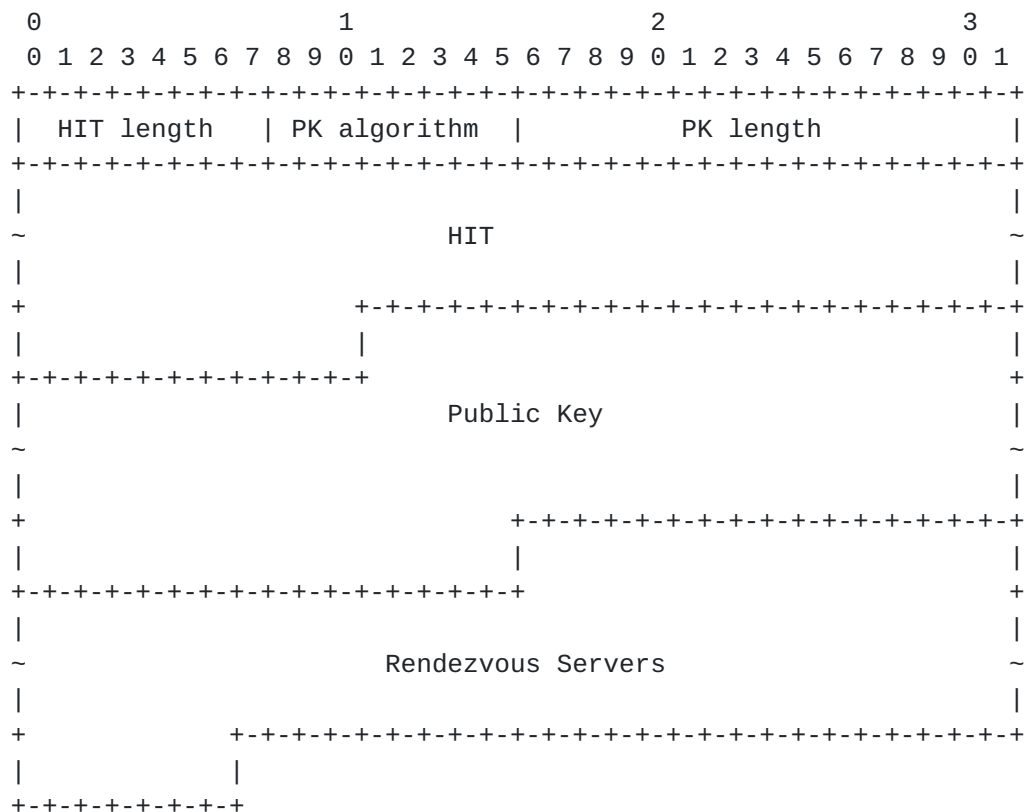 0                   1                   2                   3
 0 1 2 3 4 5 6 7 8 9 0 1 2 3 4 5 6 7 8 9 0 1 2 3 4 5 6 7 8 9 0 1
+-+-+-+-+-+-+-+-+-+-+-+-+-+-+-+-+-+-+-+-+-+-+-+-+-+-+-+-+-+-+-+-+
|  HIT length   | PK algorithm  |          PK length            |
+-+-+-+-+-+-+-+-+-+-+-+-+-+-+-+-+-+-+-+-+-+-+-+-+-+-+-+-+-+-+-+-+
|                                                               |
~                           HIT                                 ~
|                                                               |
+                     +-+-+-+-+-+-+-+-+-+-+-+-+-+-+-+-+-+-+-+-+-+
|                     |                                         |
+-+-+-+-+-+-+-+-+-+-+-+                                         +
|                           Public Key                          |
~                                                               ~
|                                                               |
+                               +-+-+-+-+-+-+-+-+-+-+-+-+-+-+-+-+
|                               |                               |
+-+-+-+-+-+-+-+-+-+-+-+-+-+-+-+-+                               +
|                                                               |
~                       Rendezvous Servers                      ~
|                                                               |
+             +-+-+-+-+-+-+-+-+-+-+-+-+-+-+-+-+-+-+-+-+-+-+-+-+-+
|             |
+-+-+-+-+-+-+-+